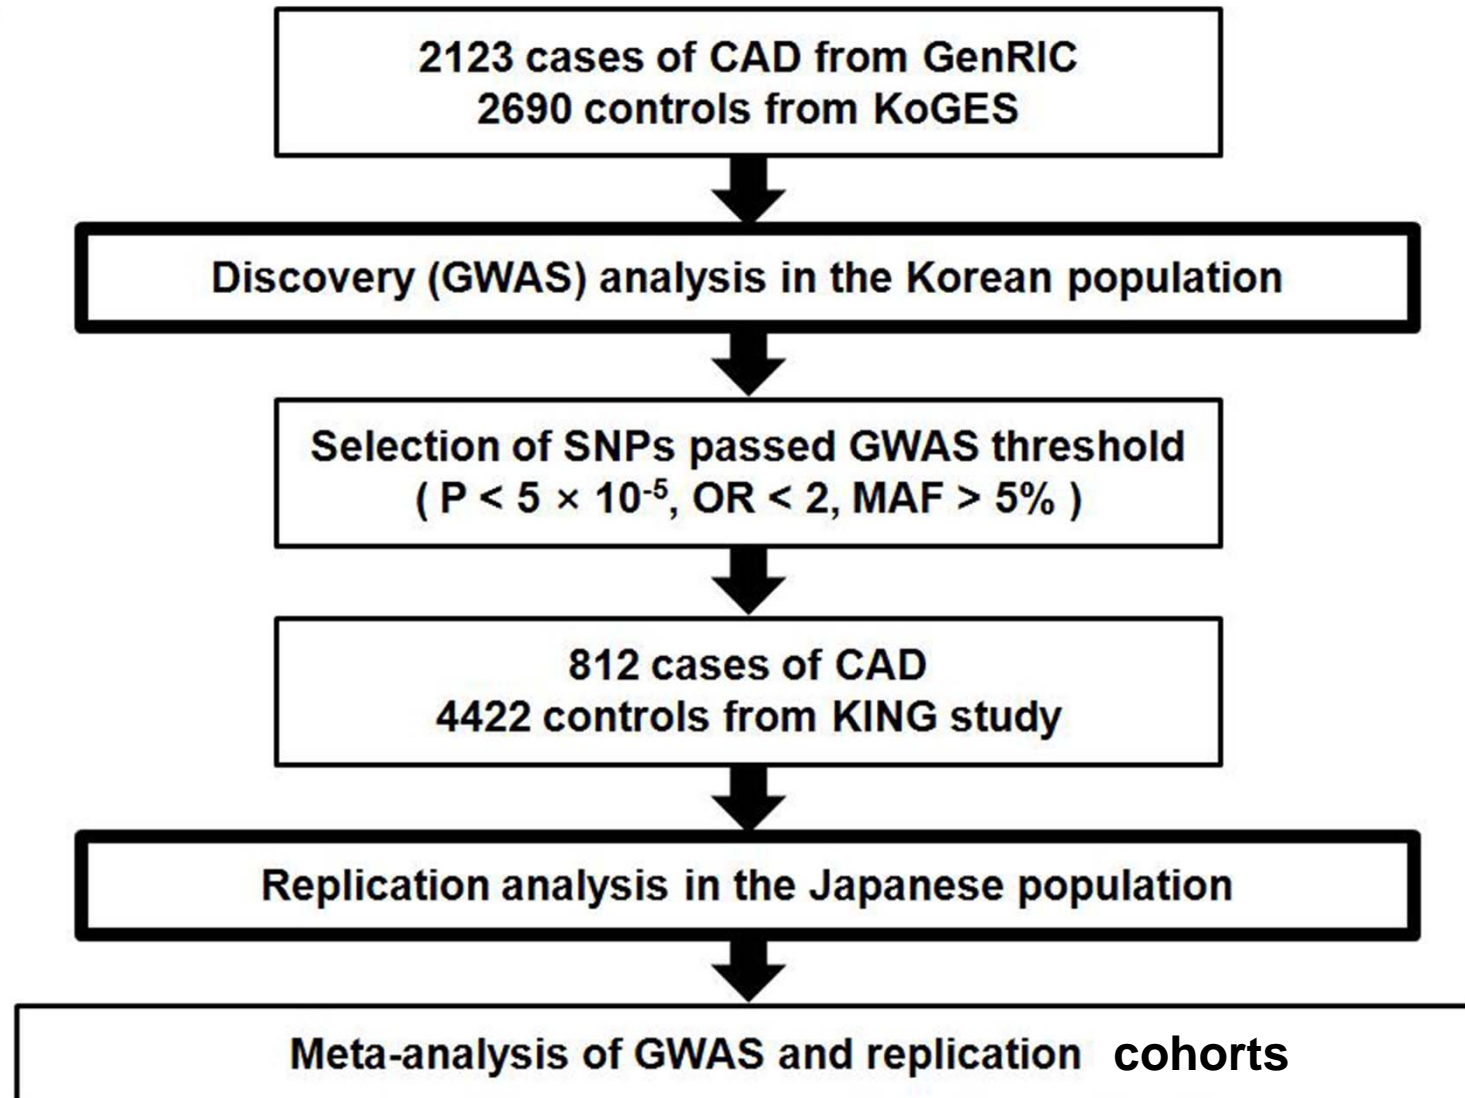 2123 cases of CAD from GenRIC
2690 controls from KoGES
Discovery (GWAS) analysis in the Korean population
Selection of SNPs passed GWAS threshold
( P < 5 × 10⁻⁵, OR < 2, MAF > 5% )
812 cases of CAD
4422 controls from KING study
Replication analysis in the Japanese population
Meta-analysis of GWAS and replication cohorts